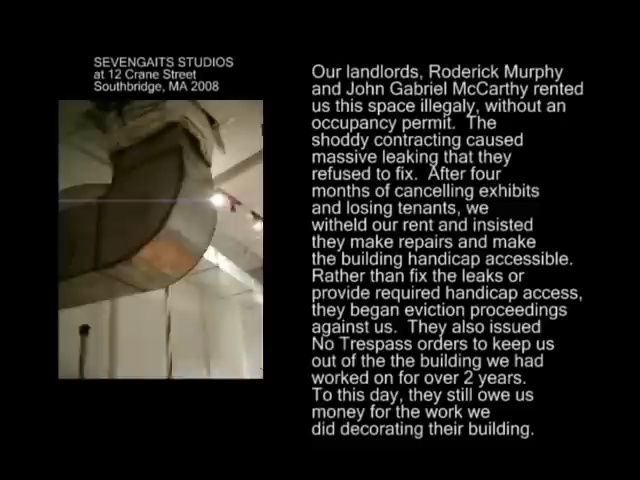 SEVENGAITS STUDIOS
at 12 Crane Street
Southbridge, MA 2008
Our landlords, Roderick Murphy
and John Gabriel McCarthy rented
us this space illegaly, without an
occupancy permit. The
shoddy contracting caused
massive leaking that they
refused to fix. After four
months of cancelling exhibits
and losing tenants, we
witheld our rent and insisted
they make repairs and make
the building handicap accessible.
Rather than fix the leaks or
provide required handicap access,
they began eviction proceedings
against us. They also issued
No Trespass orders to keep us
out of the the building we had
worked on for over 2 years.
To this day, they still owe us
money for the work we
did decorating their building.